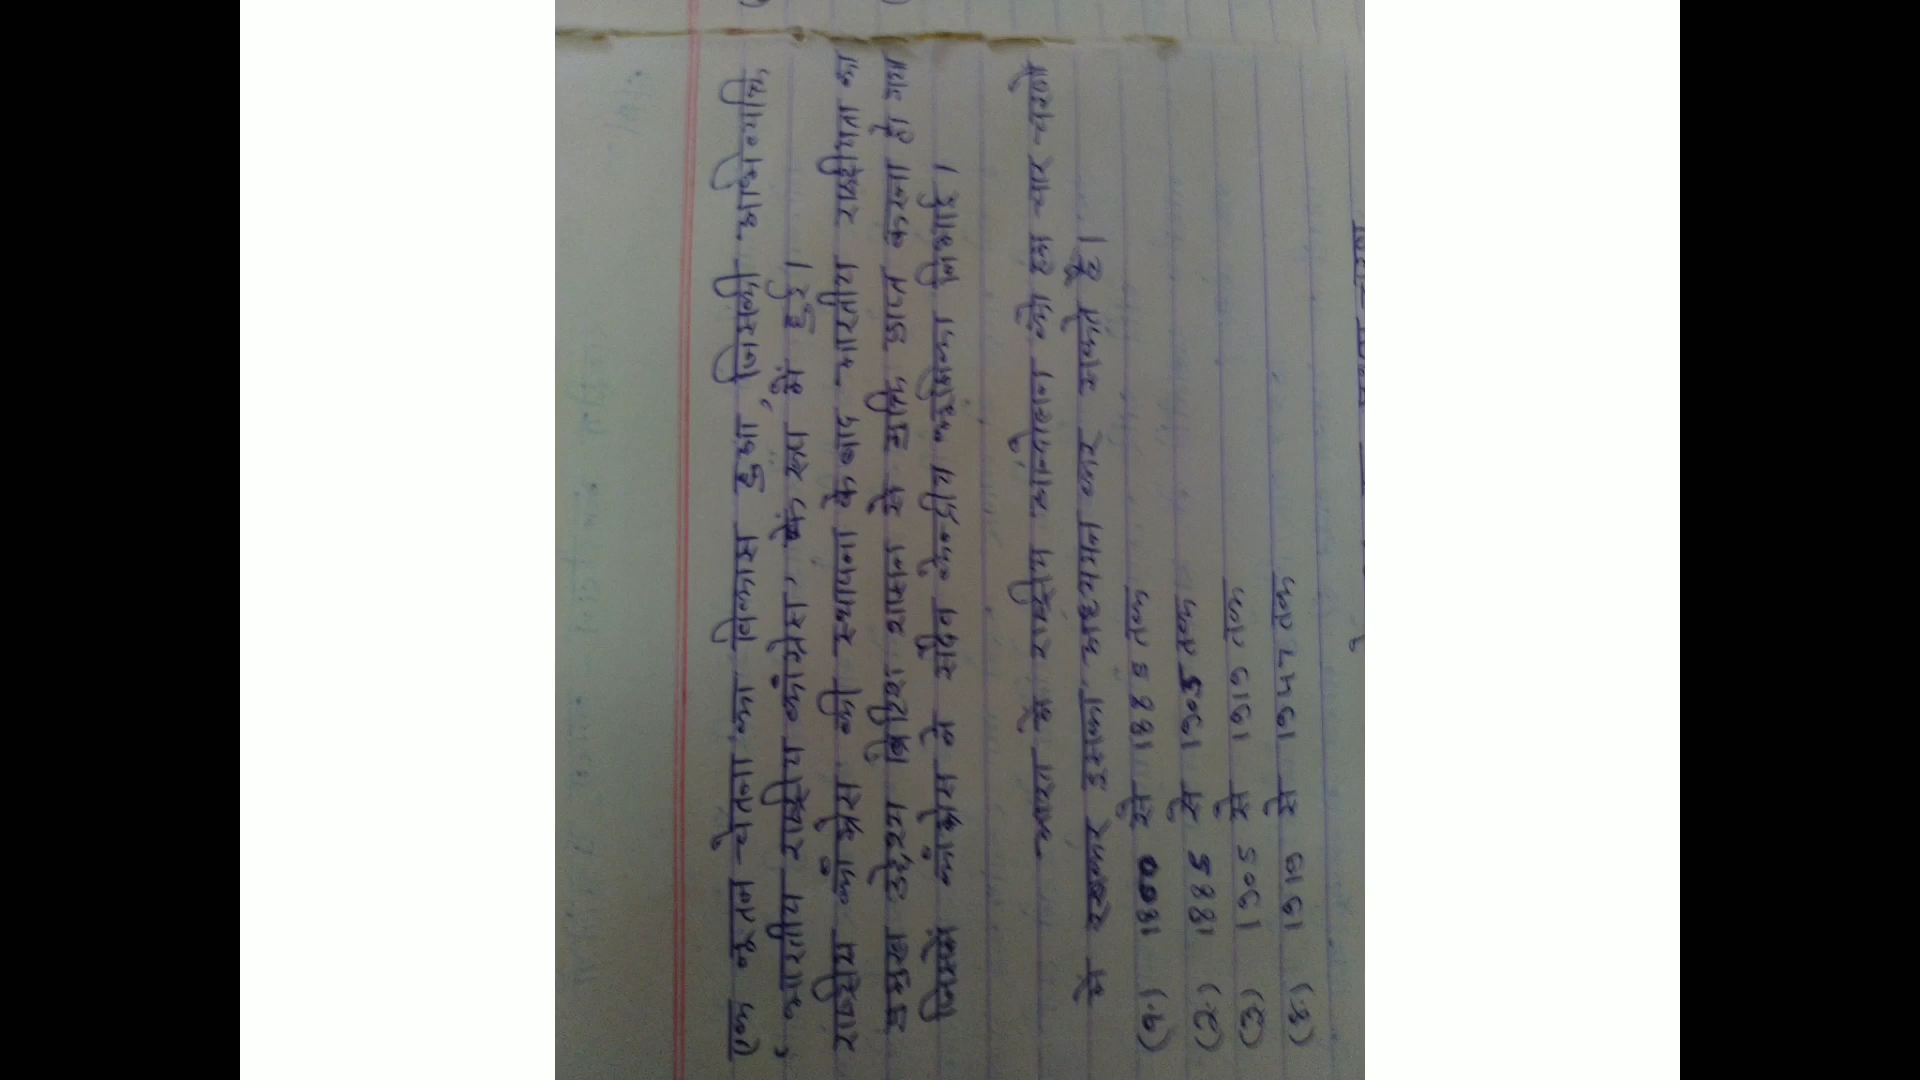 एक नूतन चेतना का विकास हुआ, जिसकी अभिव्यक्ति,
'भारतीय राष्ट्रीय काँग्रेस' के रूप में हुई।
राष्ट्रीय काँग्रेस की स्थापना के बाद भारतीय राष्ट्रीयता का
प्रमुख उद्देश्य ब्रिटिश शासन से मुक्ति प्राप्त करना हो गया
जिसमें काँग्रेस ने सदैव केन्द्रीय भूमिका निभाई।
भारत में राष्ट्रीय आन्दोलन को हम चार चरणों
में रखकर इसका अध्ययन कर सकते हैं।
(1.) 1800 से 1885 तक
(2.) 1885 से 1905 तक
(3) 1905 से 1919 तक
(4.) 1919 से 1947 तक